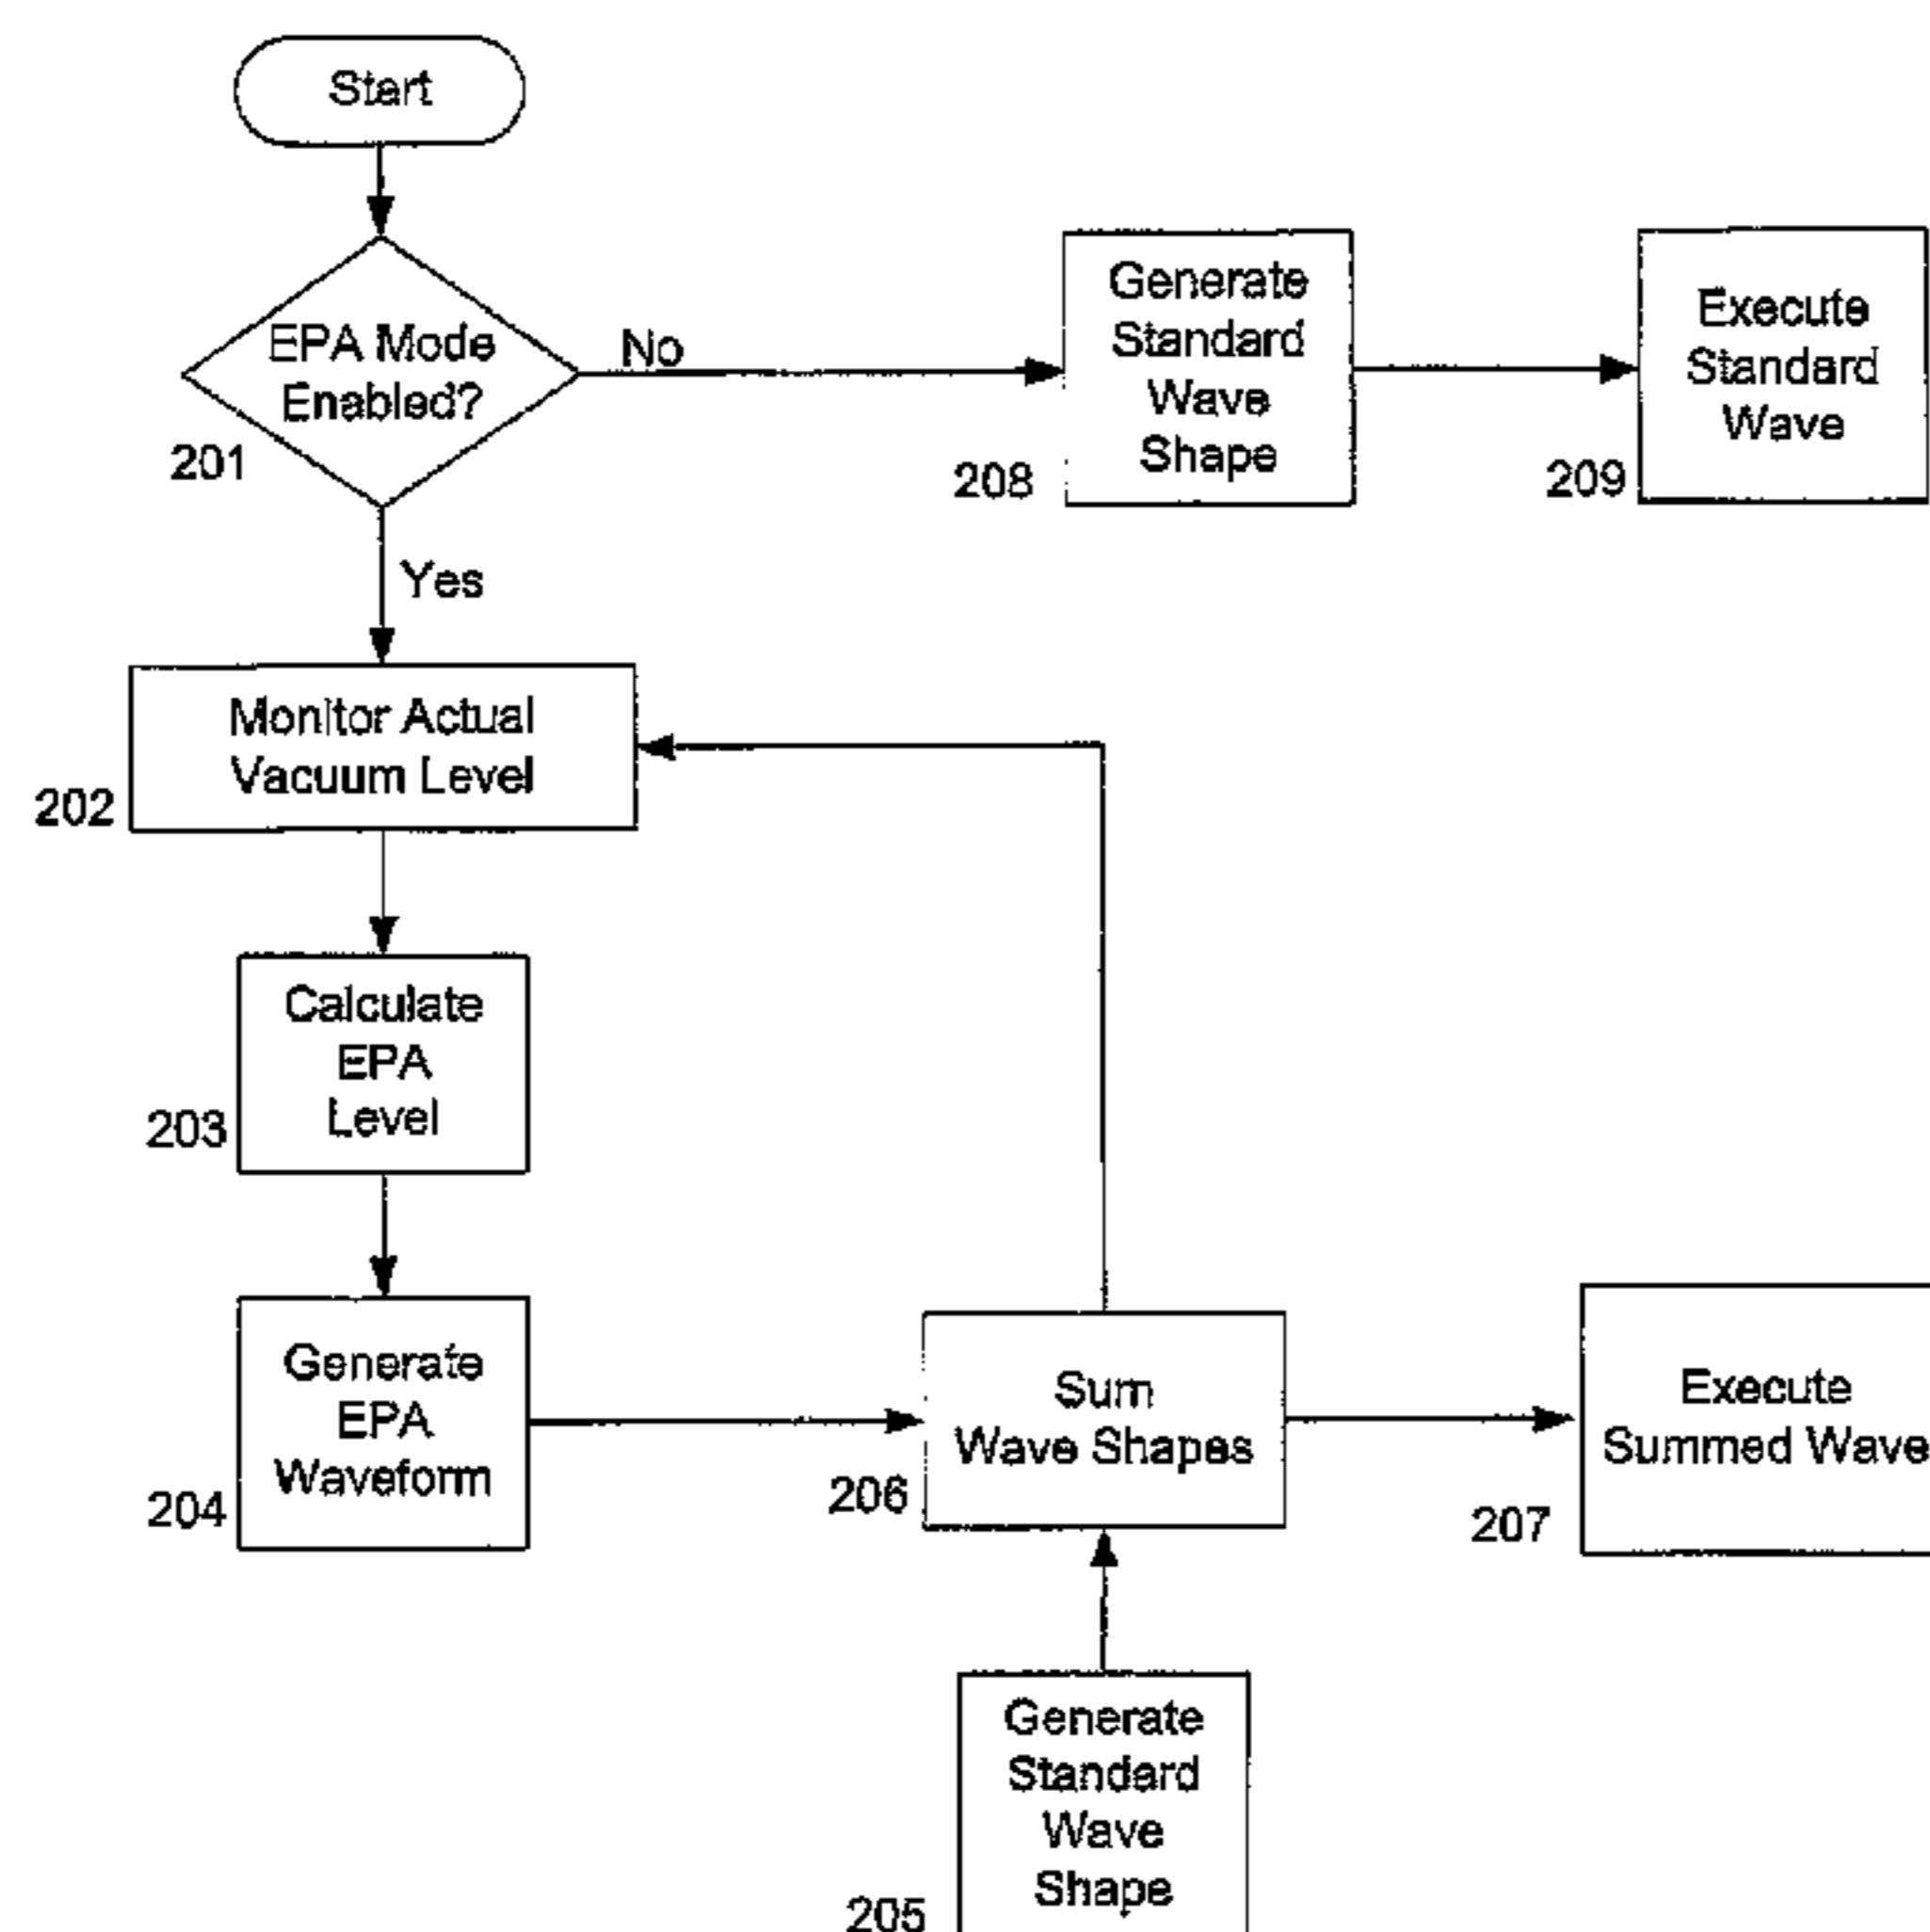 Start
EPA Mode
Enabled?
No
201
Generate
Standard
Wave
Shape
208
Execute
Standard
Wave
209
Yes
Monitor Actual
Vacuum Level
202
Calculate
EPA
Level
203
Generate
EPA
Waveform
204
Sum
Wave Shapes
206
Execute
Summed Wave
207
Generate
Standard
Wave
Shape
205